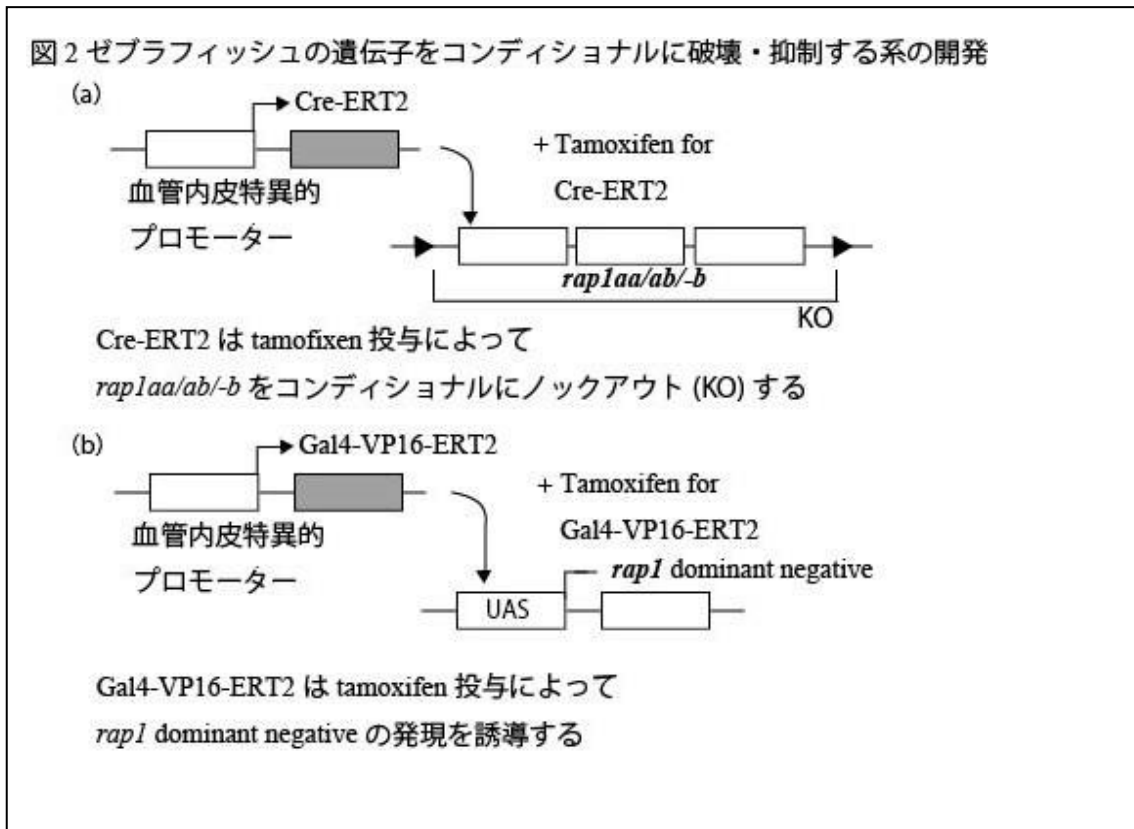 図 2 ゼブラフィッシュの遺伝子をコンディショナルに破壊・抑制する系の開発
(a)
Cre-ERT2
血管内皮特異的
プロモーター
+ Tamoxifen for
Cre-ERT2
rap1aa/ab/-b
KO
Cre-ERT2 は tamofixen 投与によって
rap1aa/ab/-b をコンディショナルにノックアウト (KO) する
(b)
Gal4-VP16-ERT2
血管内皮特異的
プロモーター
+ Tamoxifen for
Gal4-VP16-ERT2
rap1 dominant negative
UAS
Gal4-VP16-ERT2 は tamoxifen 投与によって
rap1 dominant negative の発現を誘導する